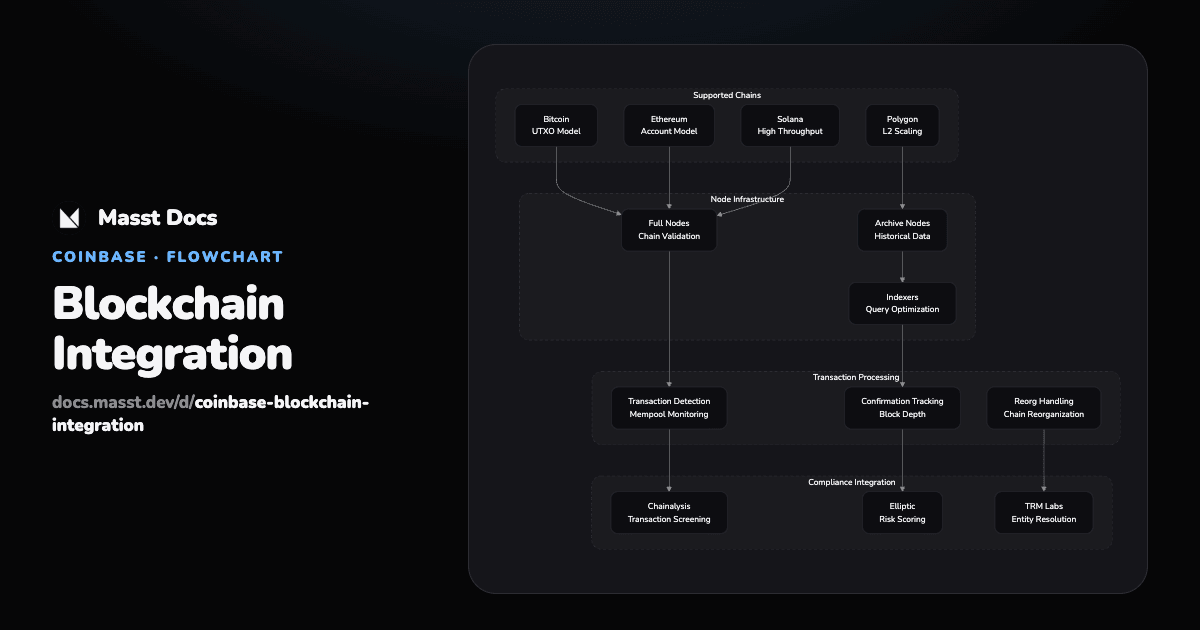 Masst Docs
COINBASE · FLOWCHART
Blockchain
Integration
docs.masst.dev/d/coinbase-blockchain-
integration
Supported Chains
Bitcoin
UTXO Model
Ethereum
Account Model
Solana
High Throughput
Polygon
L2 Scaling
Node Infrastructure
Full Nodes
Chain Validation
Archive Nodes
Historical Data
Indexers
Query Optimization
Transaction Processing
Transaction Detection
Mempool Monitoring
Confirmation Tracking
Block Depth
Reorg Handling
Chain Reorganization
Compliance Integration
Chainalysis
Transaction Screening
Elliptic
Risk Scoring
TRM Labs
Entity Resolution